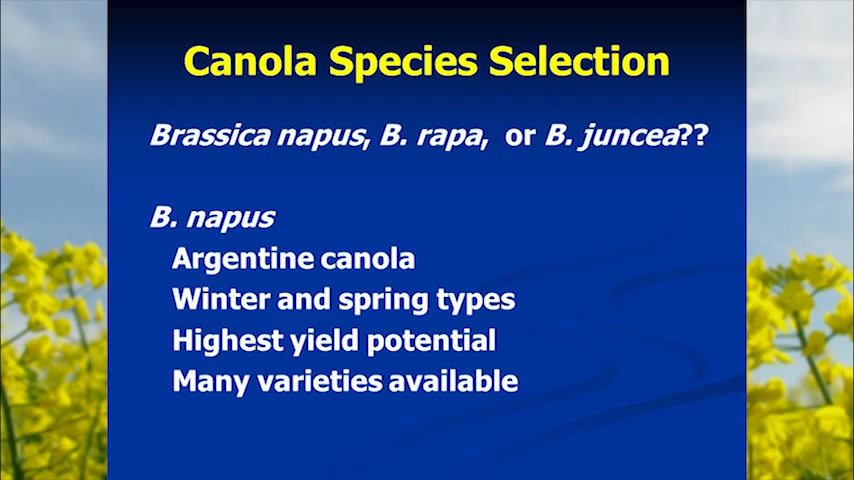 Canola Species Selection
Brassica napus, B. rapa, or B. juncea??
B. napus
Argentine canola
Winter and spring types
Highest yield potential
Many varieties available